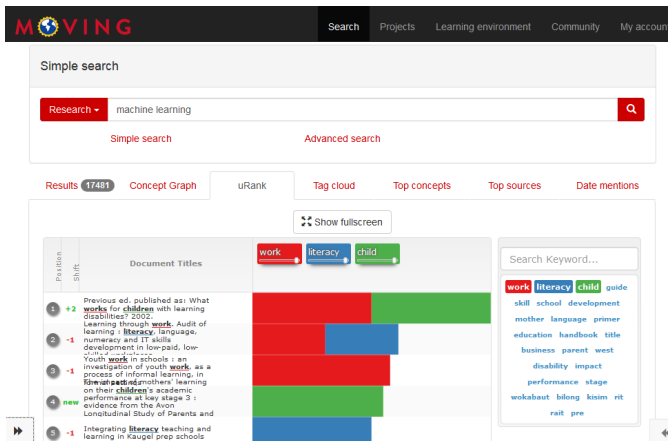 MOVING
Search Projects Learning environment Community My account
Simple search
Research machine learning
Simple search Advanced search
Results 17481 Concept Graph uRank Tag cloud Top concepts Top sources Date mentions
Show fullscreen
Position
Shift
Document Titles
work literacy child
1 +2 Previous ed. published as: What
works for children with learning
disabilities? 2002.
2 -1 Learning through work. Audit of
learning : literacy, language,
numeracy and IT skills
development in low-paid, low-
3 -1 Youth work in schools : an
investigation of youth work, as a
process of informal learning, in
4 new The impact of mothers' learning
on their children's academic
performance at key stage 3 :
evidence from the Avon
Longitudinal Study of Parents and
5 -1 Integrating literacy teaching and
learning in Kaugel prep schools
Search Keyword...
work literacy child guide
skill school development
mother language primer
education handbook title
business parent west
disability impact
performance stage
wokabaut bilong kisim rit
rait pre